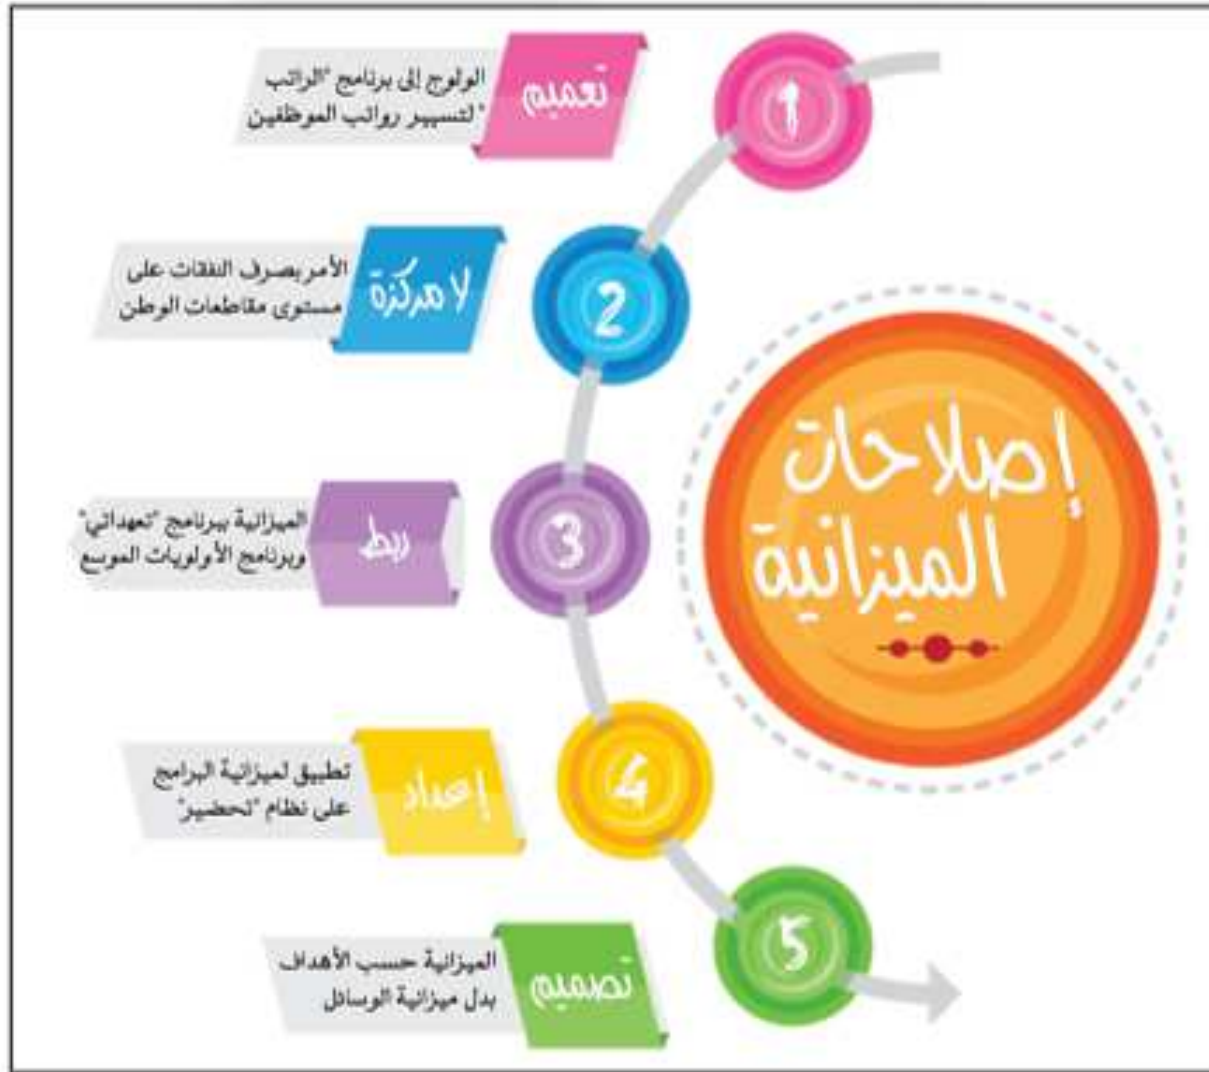 إصلاحات
الميزانية
1
تعميم
الولوج إلى برنامج "الراتب
" لتسيير رواتب الموظفين
2
لا مركزة
الأمر بصرف النفقات على
مستوى مقاطعات الوطن
3
ربط
الميزانية ببرنامج "تعهداتي"
وبرنامج الأولويات الموسع
4
إعداد
تطبيق لميزانية البرامج
على نظام "تحضير"
5
تصميم
الميزانية حسب الأهداف
بدل ميزانية الوسائل